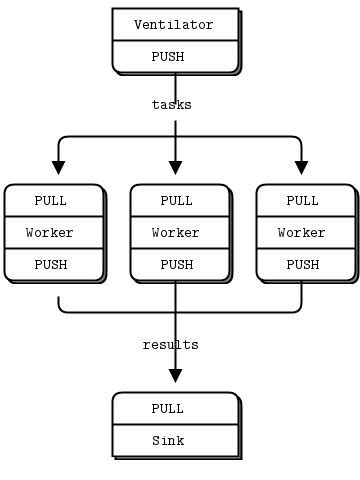 Ventilator
PUSH
tasks
PULL PULL PULL
Worker Worker Worker
PUSH PUSH PUSH
results
PULL
Sink